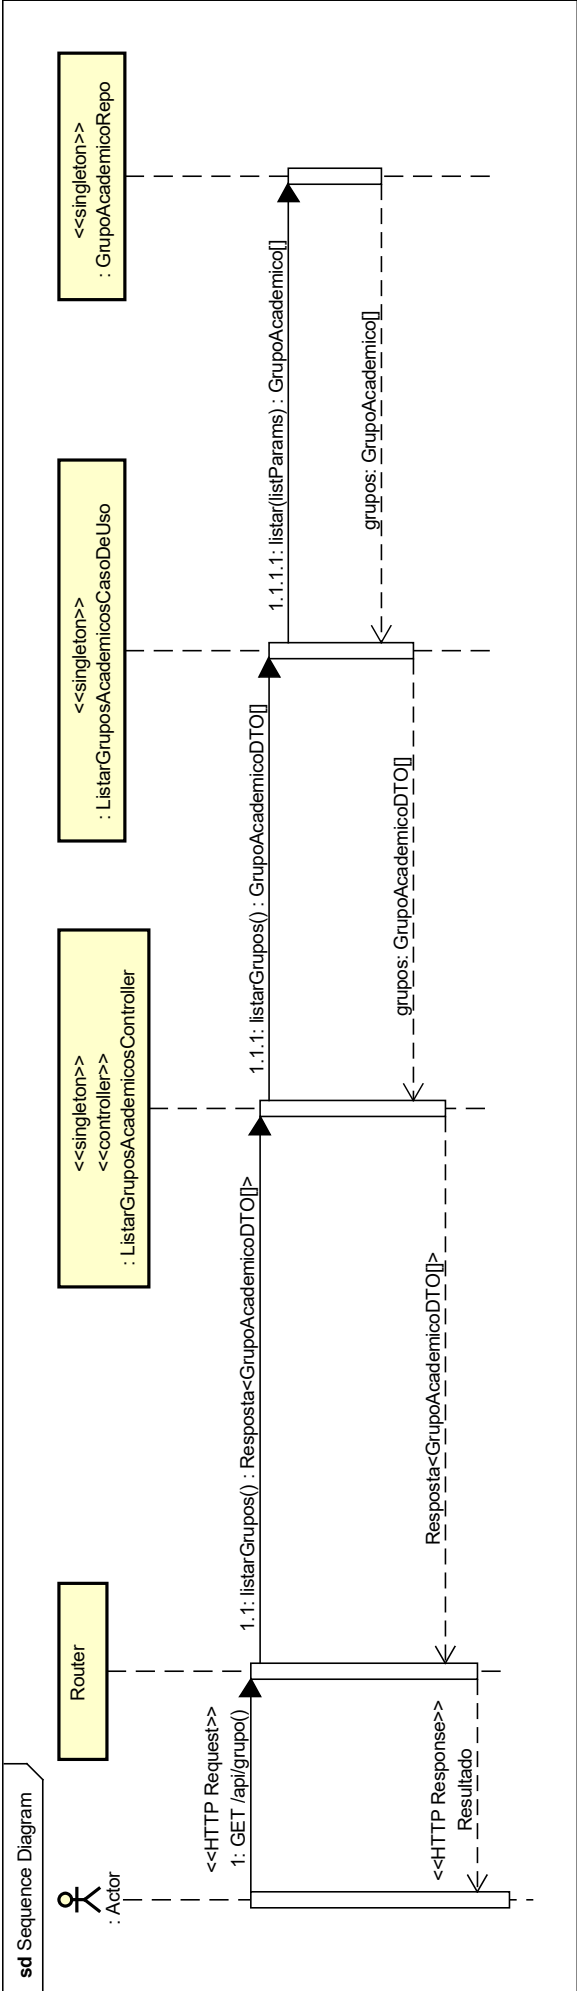 sd Sequence Diagram
: Actor
Router
<<singleton>>
<<controller>>
: ListarGruposAcademicosController
<<singleton>>
: ListarGruposAcademicosCasoDeUso
<<singleton>>
: GrupoAcademicoRepo
<<HTTP Request>>
1: GET /api/grupo()
1.1: listarGrupos() : Resposta<GrupoAcademicoDTO[]>
1.1.1: listarGrupos() : GrupoAcademicoDTO[]
1.1.1.1: listar(listParams) : GrupoAcademico[]
grupos: GrupoAcademico[]
grupos: GrupoAcademicoDTO[]
Resposta<GrupoAcademicoDTO[]>
<<HTTP Response>>
Resultado